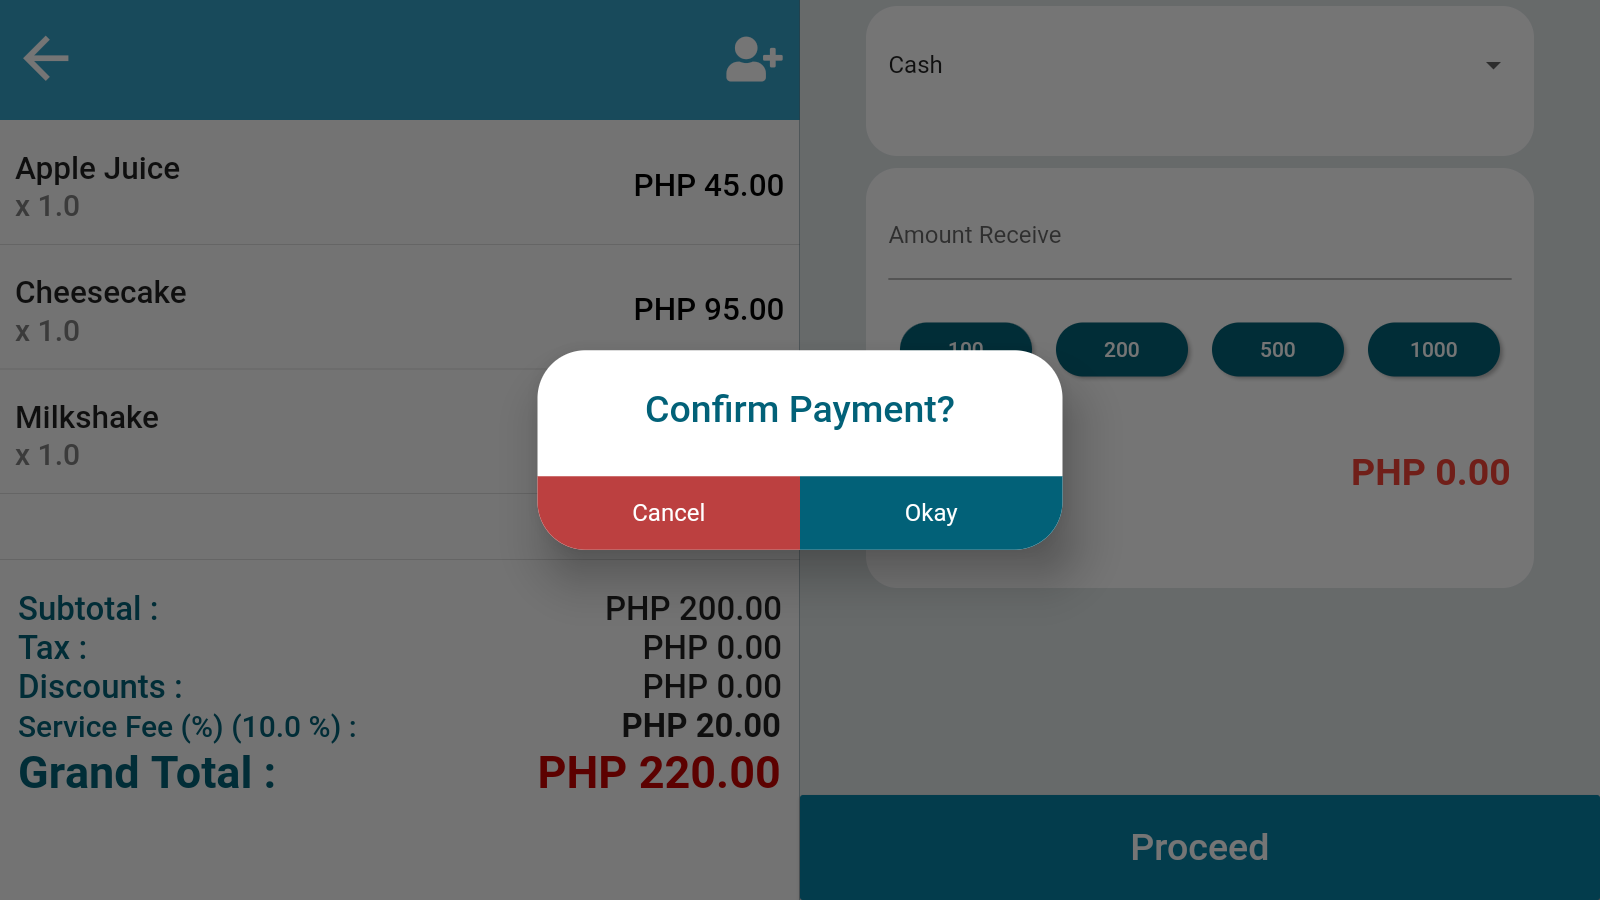 Apple Juice
x 1.0
PHP 45.00
Cheesecake
x 1.0
PHP 95.00
Milkshake
x 1.0
Subtotal : PHP 200.00
Tax : PHP 0.00
Discounts : PHP 0.00
Service Fee (%) (10.0 %) : PHP 20.00
Grand Total : PHP 220.00
Cash
Amount Receive
100 200 500 1000
PHP 0.00
Proceed
Confirm Payment?
Cancel Okay